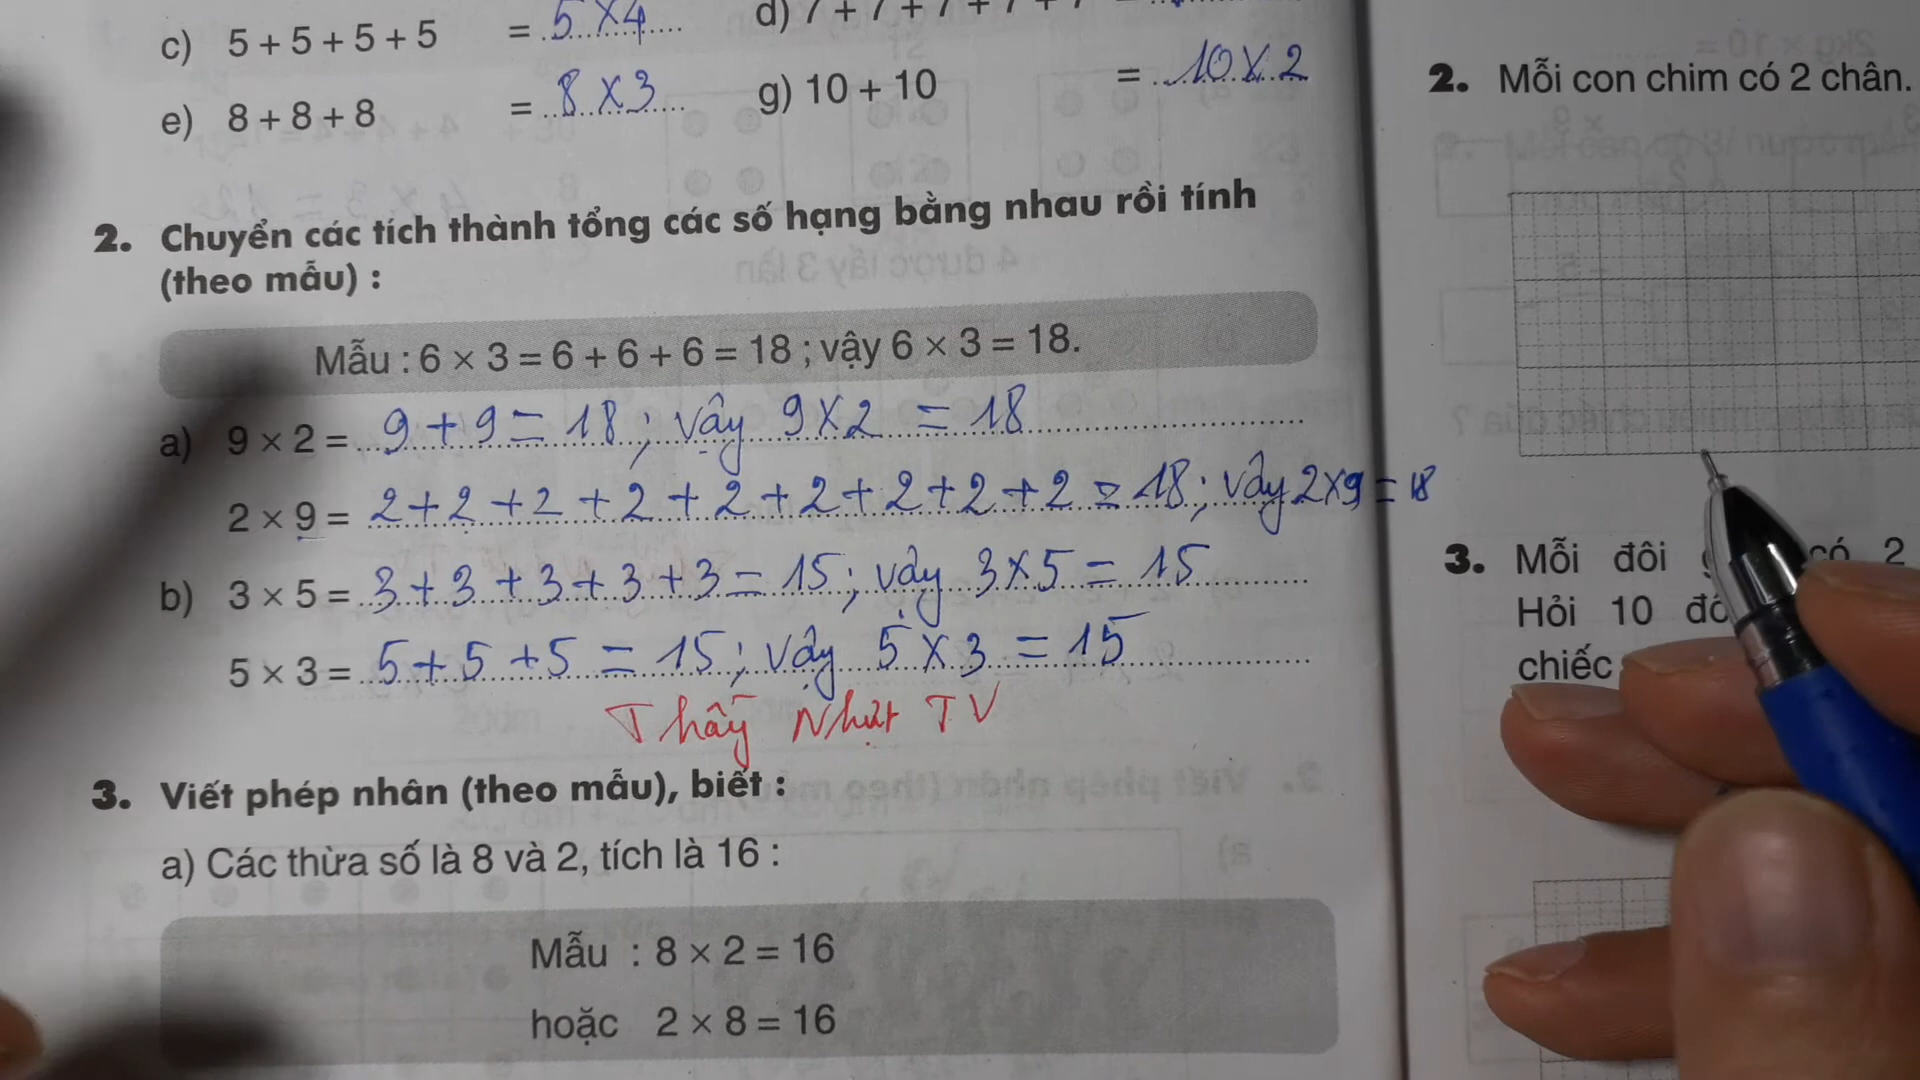 c) 5 + 5 + 5 + 5 = 5 × 4
d) 7 + 7 + 7 + 7 + 7
e) 8 + 8 + 8 = 8 × 3
g) 10 + 10 = 10 × 2
2. Chuyển các tích thành tổng các số hạng bằng nhau rồi tính
(theo mẫu) :
Mẫu : 6 × 3 = 6 + 6 + 6 = 18 ; vậy 6 × 3 = 18.
a) 9 × 2 = 9 + 9 = 18 ; vậy 9 × 2 = 18
2 × 9 = 2 + 2 + 2 + 2 + 2 + 2 + 2 + 2 + 2 = 18 ; vậy 2 × 9 = 18
b) 3 × 5 = 3 + 3 + 3 + 3 + 3 = 15 ; vậy 3 × 5 = 15
5 × 3 = 5 + 5 + 5 = 15 ; vậy 5 × 3 = 15
Thầy Nhựt TV
3. Viết phép nhân (theo mẫu), biết :
a) Các thừa số là 8 và 2, tích là 16 :
Mẫu : 8 × 2 = 16
hoặc 2 × 8 = 16
2. Mỗi con chim có 2 chân.
3. Mỗi đôi có 2
Hỏi 10
chiếc